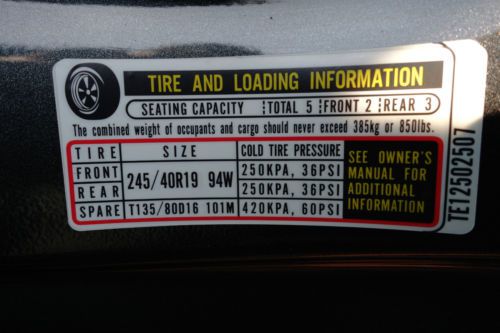 TIRE AND LOADING INFORMATION
SEATING CAPACITY TOTAL 5 FRONT 2 REAR 3
The combined weight of occupants and cargo should never exceed 385kg or 850lbs.
TIRE SIZE COLD TIRE PRESSURE
FRONT 245/40R19 94W 250KPA, 36PSI
REAR 250KPA, 36PSI
SPARE T135/80D16 101M 420KPA, 60PSI
SEE OWNER'S
MANUAL FOR
ADDITIONAL
INFORMATION
TE12502507